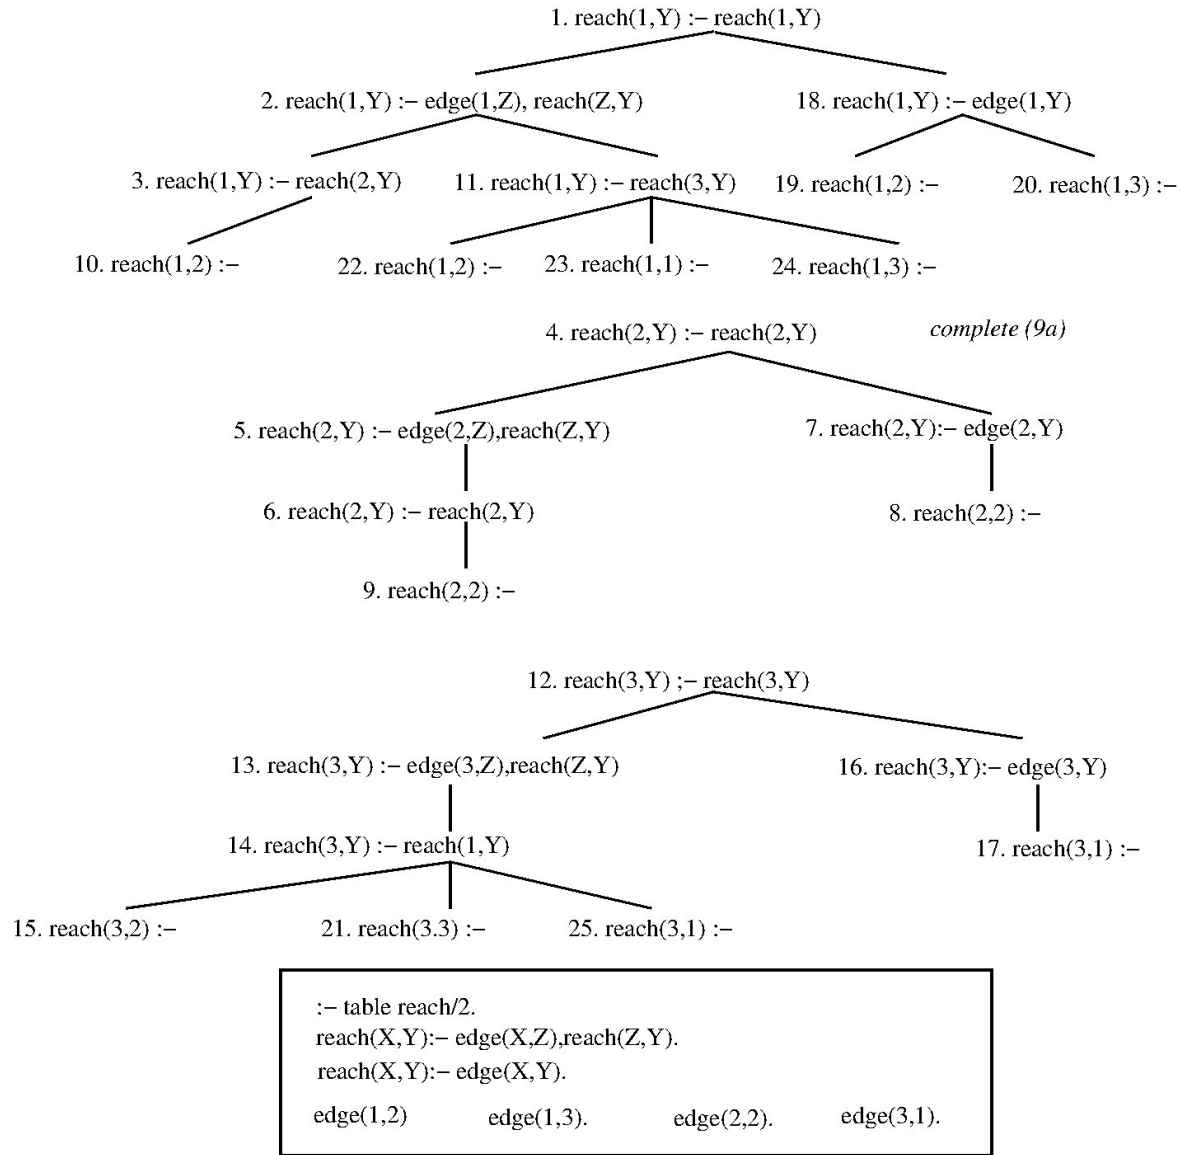 1. reach(1,Y) :– reach(1,Y)
2. reach(1,Y) :– edge(1,Z), reach(Z,Y)
18. reach(1,Y) :– edge(1,Y)
3. reach(1,Y) :– reach(2,Y)
11. reach(1,Y) :– reach(3,Y)
19. reach(1,2) :–
20. reach(1,3) :–
10. reach(1,2) :–
22. reach(1,2) :–
23. reach(1,1) :–
24. reach(1,3) :–
4. reach(2,Y) :– reach(2,Y)
complete (9a)
5. reach(2,Y) :– edge(2,Z),reach(Z,Y)
7. reach(2,Y):– edge(2,Y)
6. reach(2,Y) :– reach(2,Y)
8. reach(2,2) :–
9. reach(2,2) :–
12. reach(3,Y) ;– reach(3,Y)
13. reach(3,Y) :– edge(3,Z),reach(Z,Y)
16. reach(3,Y):– edge(3,Y)
14. reach(3,Y) :– reach(1,Y)
17. reach(3,1) :–
15. reach(3,2) :–
21. reach(3.3) :–
25. reach(3,1) :–
:– table reach/2.
reach(X,Y):– edge(X,Z),reach(Z,Y).
reach(X,Y):– edge(X,Y).
edge(1,2) edge(1,3). edge(2,2). edge(3,1).